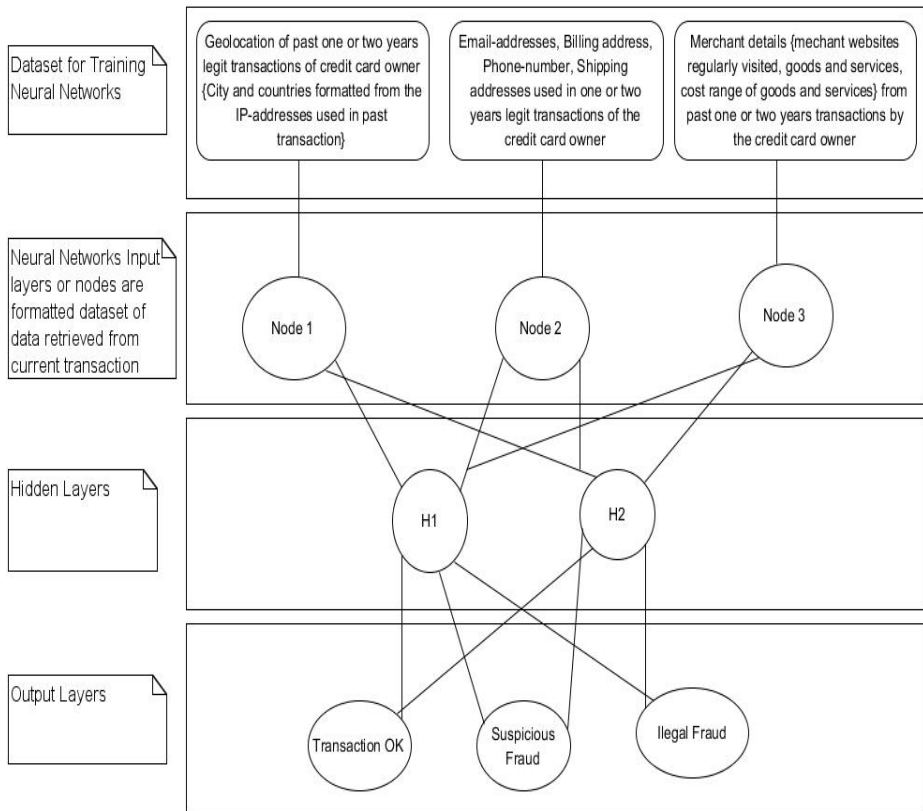 Dataset for Training
Neural Networks
Geolocation of past one or two years
legit transactions of credit card owner
{City and countries formatted from the
IP-addresses used in past
transaction}
Email-addresses, Billing address,
Phone-number, Shipping
addresses used in one or two
years legit transactions of the
credit card owner
Merchant details {mechant websites
regularly visited, goods and services,
cost range of goods and services} from
past one or two years transactions by
the credit card owner
Neural Networks Input
layers or nodes are
formatted dataset of
data retrieved from
current transaction
Node 1
Node 2
Node 3
Hidden Layers
H1
H2
Output Layers
Transaction OK
Suspicious
Fraud
Ilegal Fraud